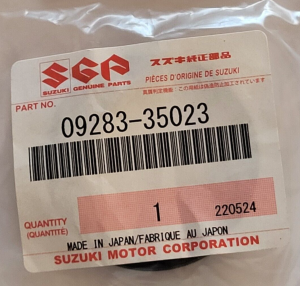 SGP
SUZUKI GENUINE PARTS
スズキ純正部品
PIÈCES D'ORIGINE DE SUZUKI
PART NO.
09283-35023
QUANTITY
(QUANTITÉ)
1
220524
MADE IN JAPAN/FABRIQUE AU JAPON
SUZUKI MOTOR CORPORATION